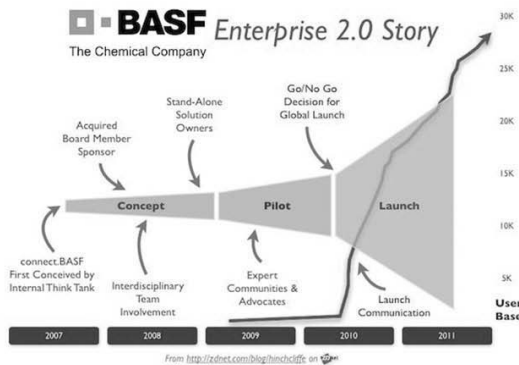 BASF
The Chemical Company
Enterprise 2.0 Story
30K
25K
20K
15K
10K
5K
User
Base
Go/No Go
Decision for
Global Launch
Stand-Alone
Solution
Owners
Acquired
Board Member
Sponsor
Concept
Pilot
Launch
connect.BASF
First Conceived by
Internal Think Tank
Interdisciplinary
Team
Involvement
Expert
Communities &
Advocates
Launch
Communication
2007
2008
2009
2010
2011
From http://zdnet.com/blog/hinchcliffe on